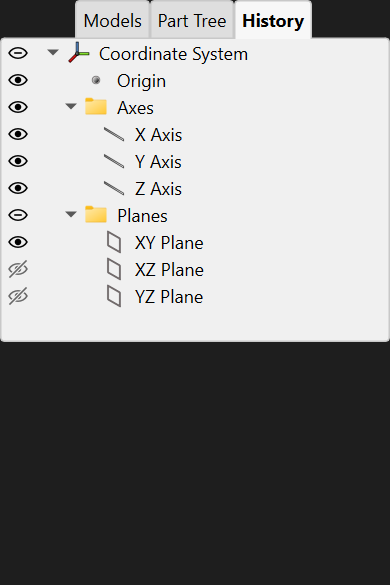 Models Part Tree History
Coordinate System
Origin
Axes
X Axis
Y Axis
Z Axis
Planes
XY Plane
XZ Plane
YZ Plane